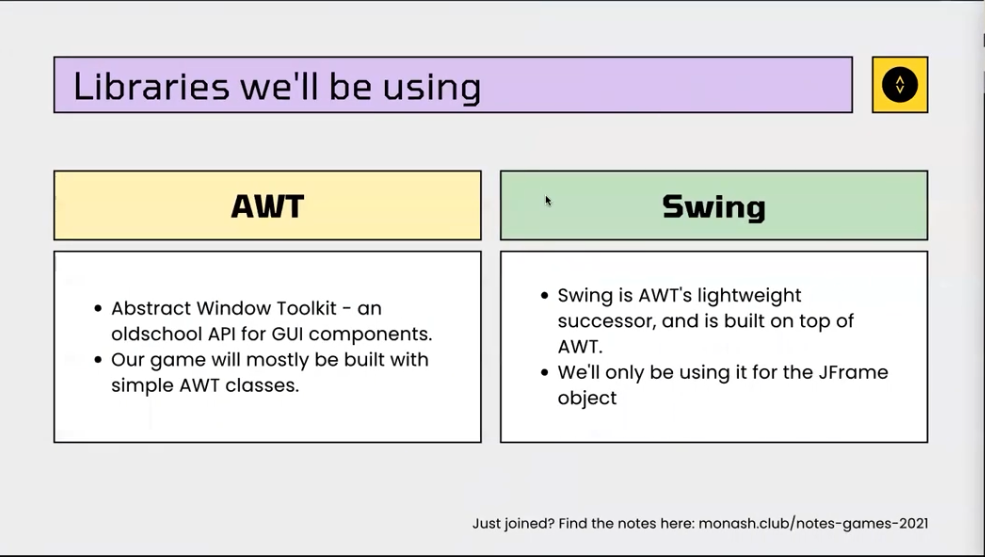 Libraries we'll be using
AWT
Abstract Window Toolkit - an
oldschool API for GUI components.
Our game will mostly be built with
simple AWT classes.
Swing
Swing is AWT's lightweight
successor, and is built on top of
AWT.
We'll only be using it for the JFrame
object
Just joined? Find the notes here: monash.club/notes-games-2021